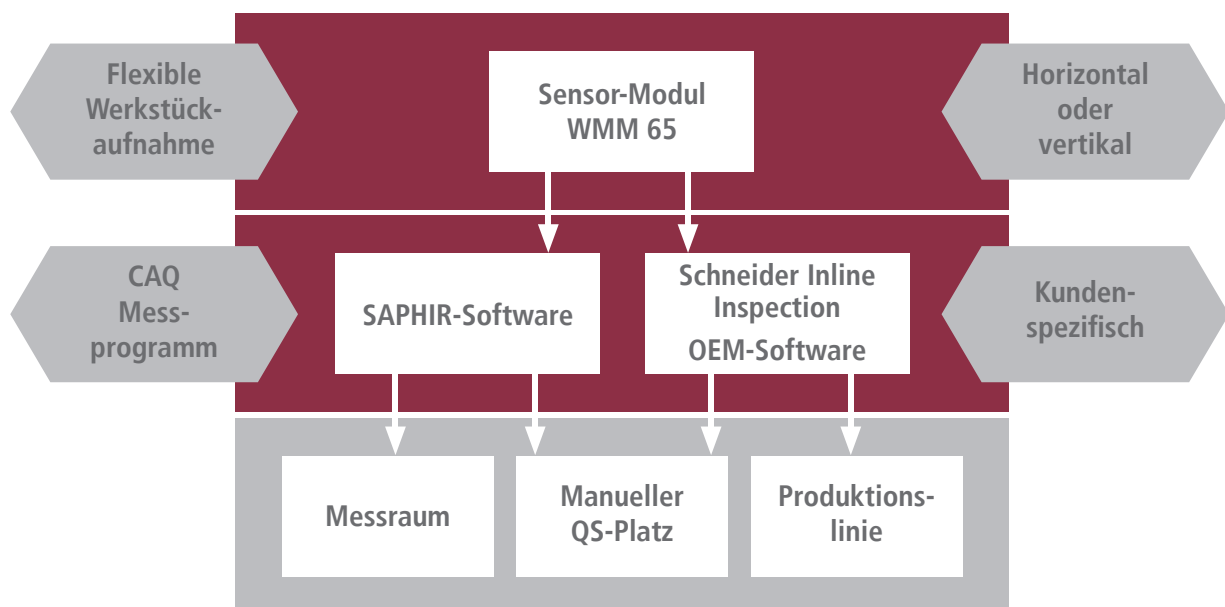 Flexible
Werkstück-
aufnahme
Sensor-Modul
WMM 65
Horizontal
oder
vertikal
CAQ
Mess-
programm
SAPHIR-Software
Schneider Inline
Inspection
OEM-Software
Kunden-
spezifisch
Messraum
Manueller
QS-Platz
Produktions-
linie